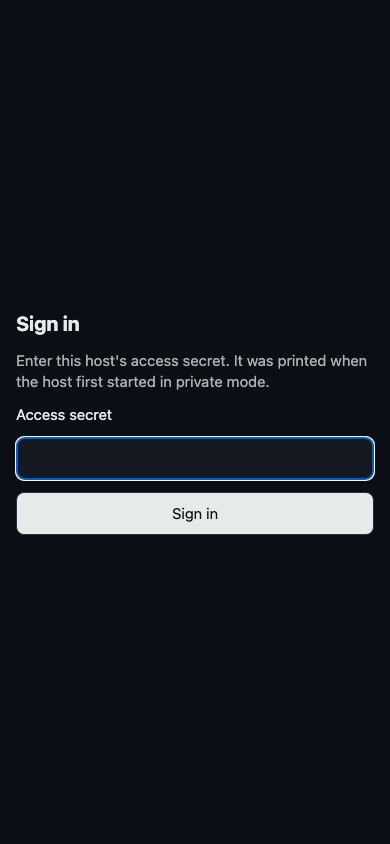 Sign in
Enter this host's access secret. It was printed when
the host first started in private mode.
Access secret
Sign in